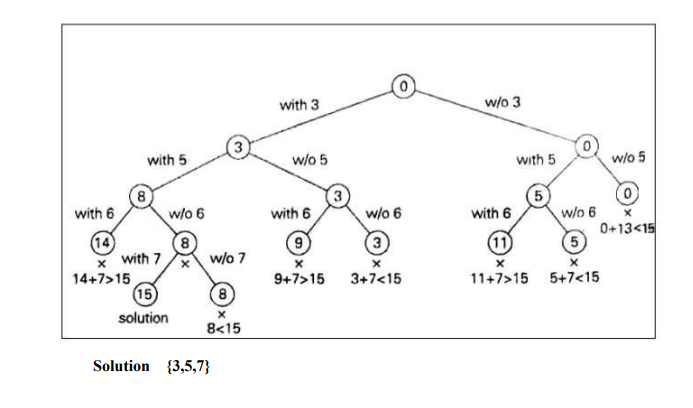 0
with 3
w/o 3
3
0
with 5
w/o 5
with 5
w/o 5
8
3
5
0
with 6
w/o 6
with 6
w/o 6
with 6
w/o 6
×
0+13<15
14
8
9
3
11
5
×
with 7
×
w/o 7
×
×
×
×
14+7>15
9+7>15
3+7<15
11+7>15
5+7<15
15
8
solution
×
8<15
Solution {3,5,7}